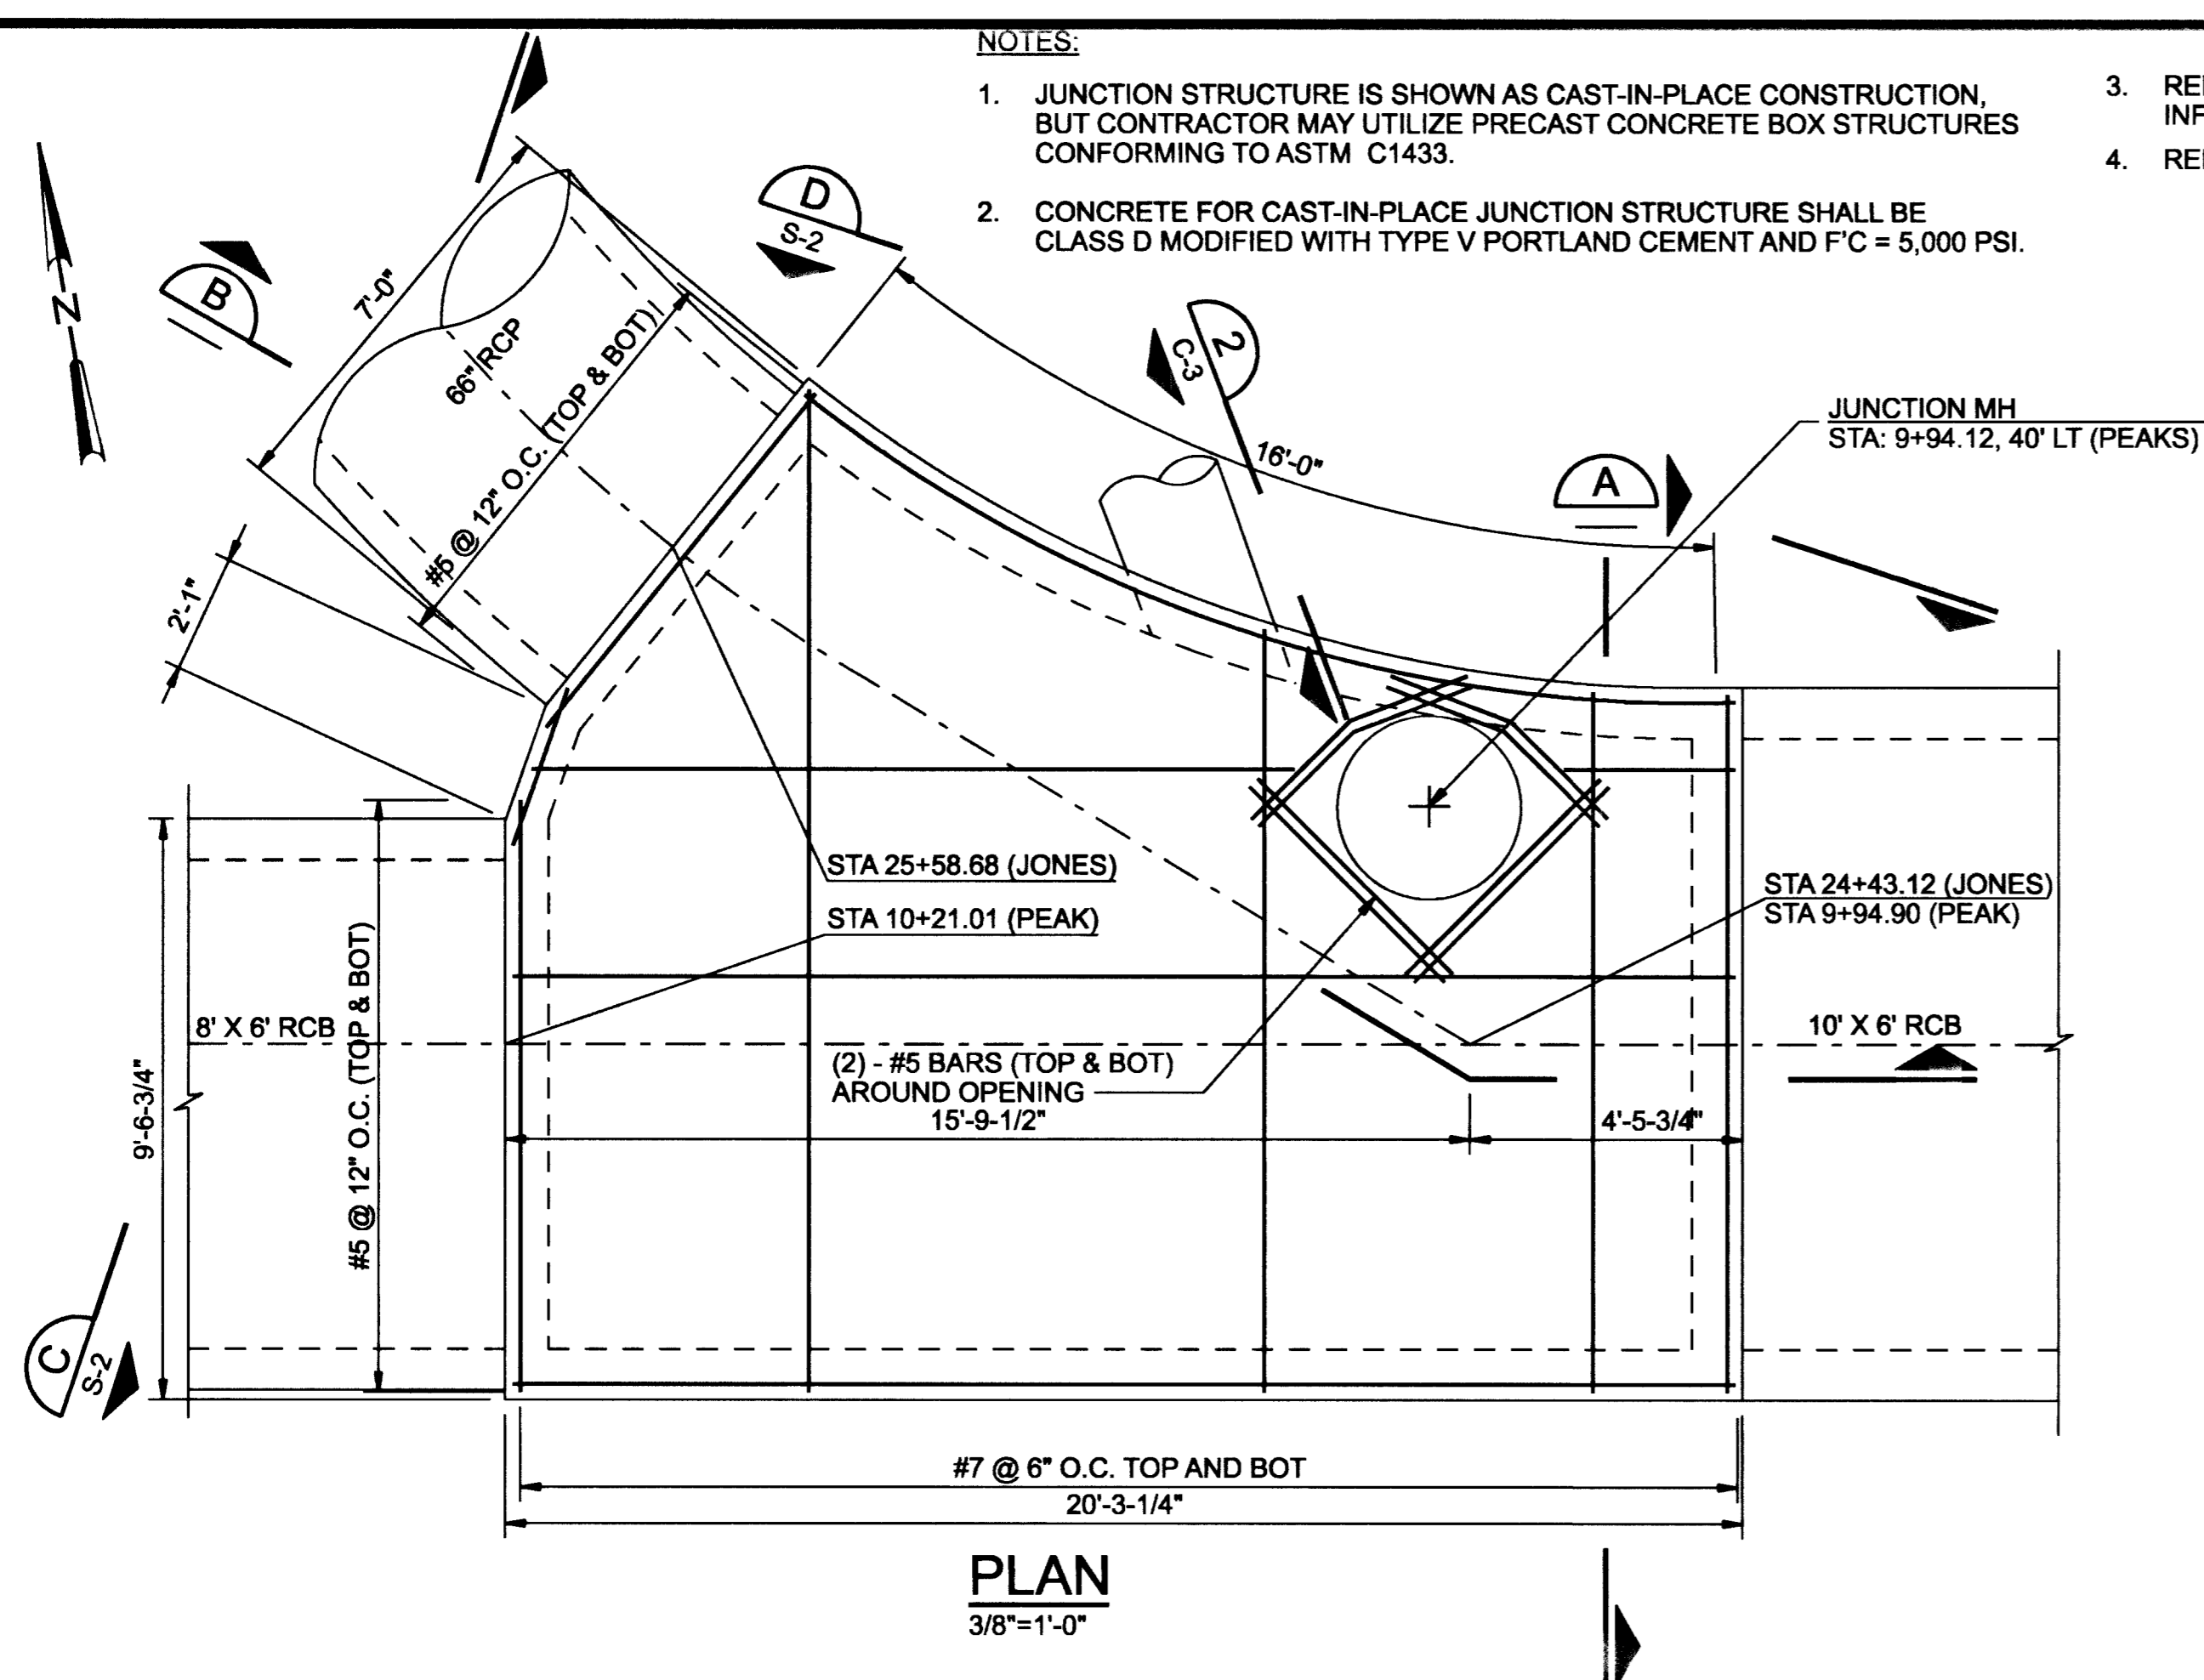 NOTES:
1. JUNCTION STRUCTURE IS SHOWN AS CAST-IN-PLACE CONSTRUCTION,
BUT CONTRACTOR MAY UTILIZE PRECAST CONCRETE BOX STRUCTURES
CONFORMING TO ASTM C1433.
2. CONCRETE FOR CAST-IN-PLACE JUNCTION STRUCTURE SHALL BE
CLASS D MODIFIED WITH TYPE V PORTLAND CEMENT AND F'C = 5,000 PSI.
3.
4.
N
B
D
S-2
7'-0"
66" RCP
#5 @ 12" O.C. (TOP & BOT)
2'-1"
2
C-3
16'-0"
A
JUNCTION MH
STA: 9+94.12, 40' LT (PEAKS)
STA 25+58.68 (JONES)
STA 10+21.01 (PEAK)
STA 24+43.12 (JONES)
STA 9+94.90 (PEAK)
8' X 6' RCB
10' X 6' RCB
#5 @ 12" O.C. (TOP & BOT)
9'-6-3/4"
(2) - #5 BARS (TOP & BOT)
AROUND OPENING
15'-9-1/2"
4'-5-3/4"
C
S-2
#7 @ 6" O.C. TOP AND BOT
20'-3-1/4"
PLAN
3/8"=1'-0"